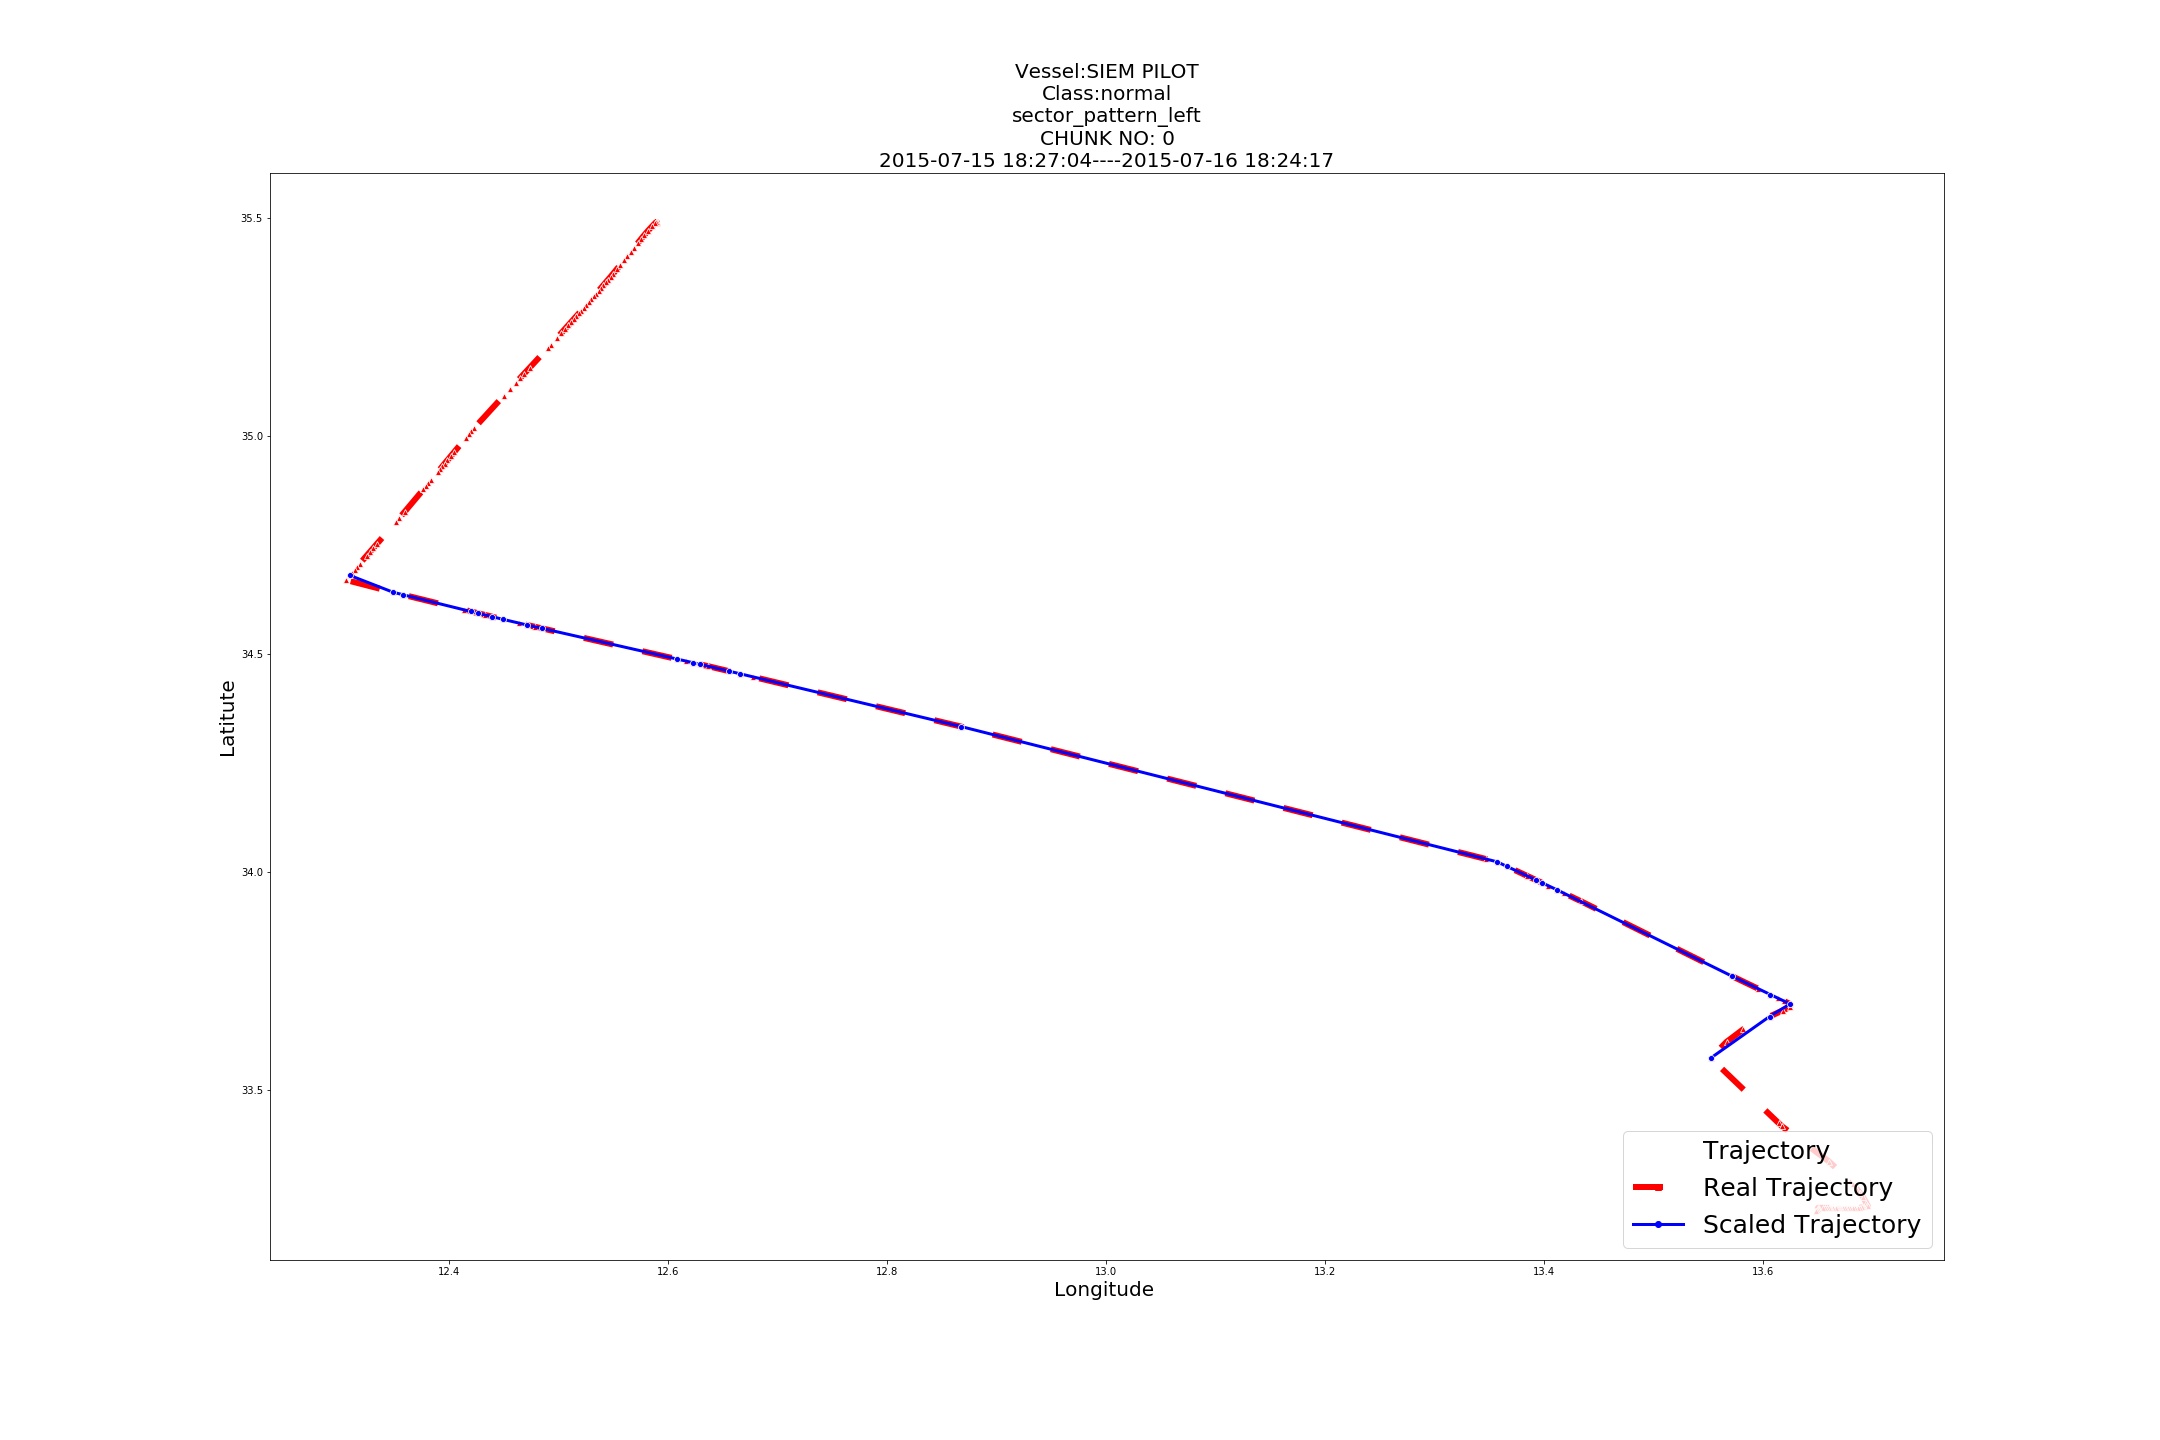 Vessel:SIEM PILOT
Class:normal
sector_pattern_left
CHUNK NO: 0
2015-07-15 18:27:04----2015-07-16 18:24:17
35.5
35.0
34.5
34.0
33.5
Latitute
Trajectory
Real Trajectory
Scaled Trajectory
12.4
12.6
12.8
13.0
13.2
13.4
13.6
Longitude